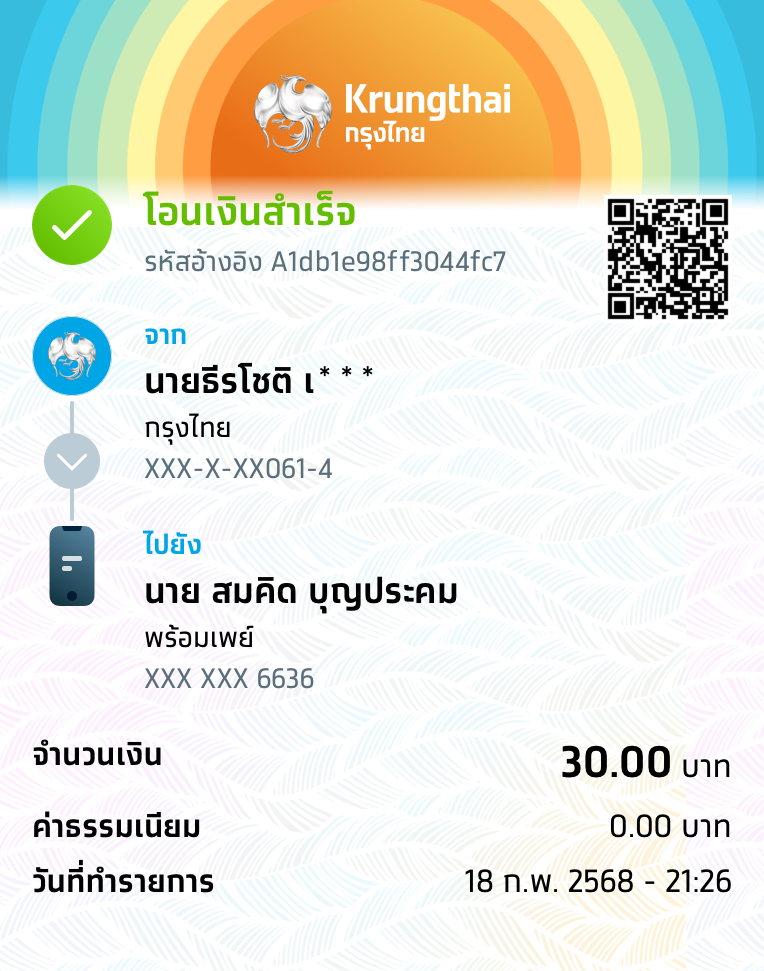 Krungthai
กรุงไทย
โอนเงินสำเร็จ
รหัสอ้างอิง A1db1e98ff3044fc7
จาก
นายธีรโชติ เ* * *
กรุงไทย
XXX-X-XX061-4
ไปยัง
นาย สมคิด บุญประคม
พร้อมเพย์
XXX XXX 6636
จำนวนเงิน 30.00 บาท
ค่าธรรมเนียม 0.00 บาท
วันที่ทำรายการ 18 ก.พ. 2568 - 21:26